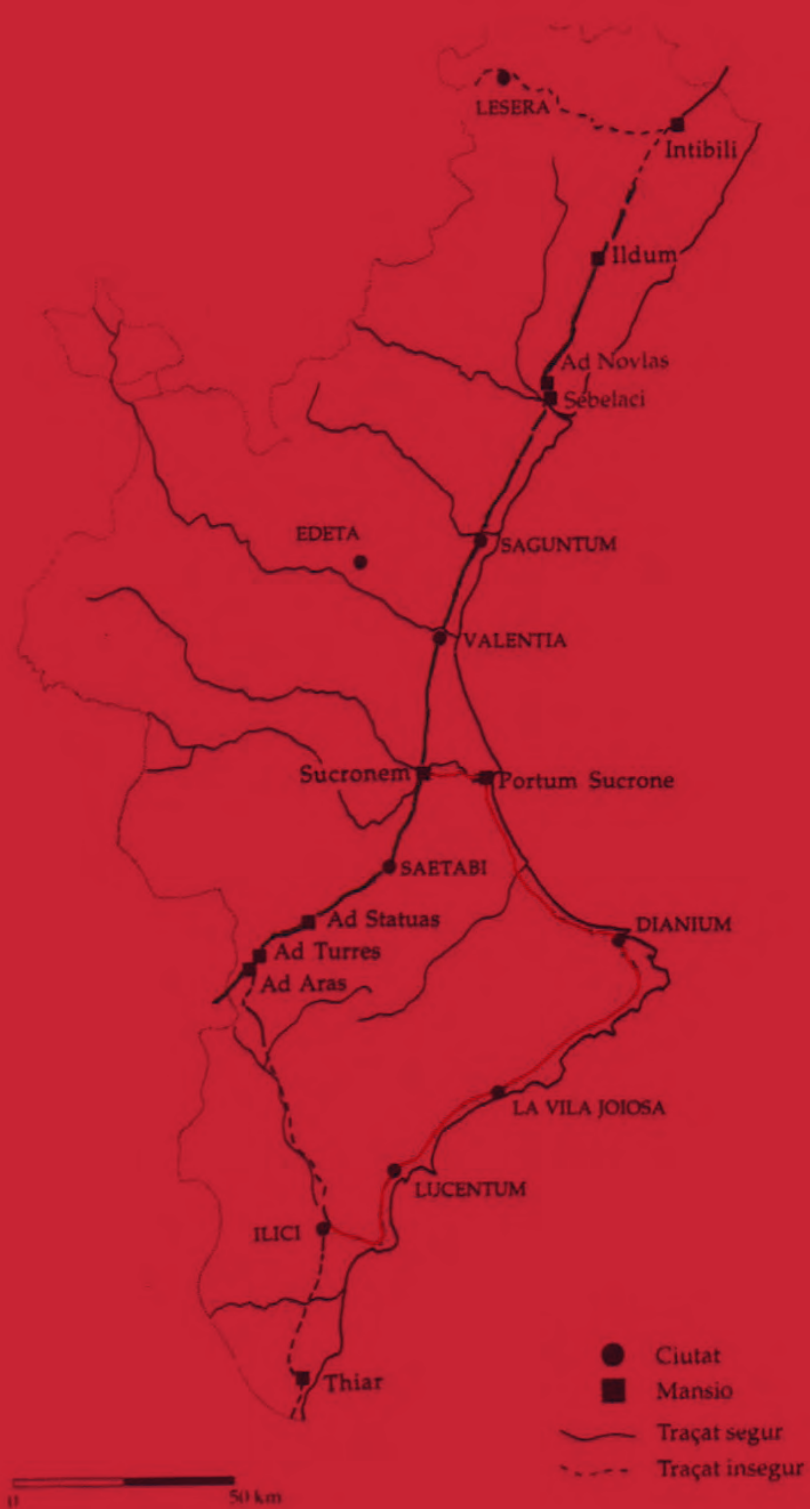 LESERA
Intibili
Ildum
Ad Novlas
Sebelaci
EDETA
SAGUNTUM
VALENTIA
Sucronem
Portum Sucrone
SAETABI
Ad Statuas
DIANIUM
Ad Turres
Ad Aras
LA VILA JOIOSA
LUCENTUM
ILICI
Thiar
Ciutat
Mansio
Traçat segur
Traçat insegur
0 50 km